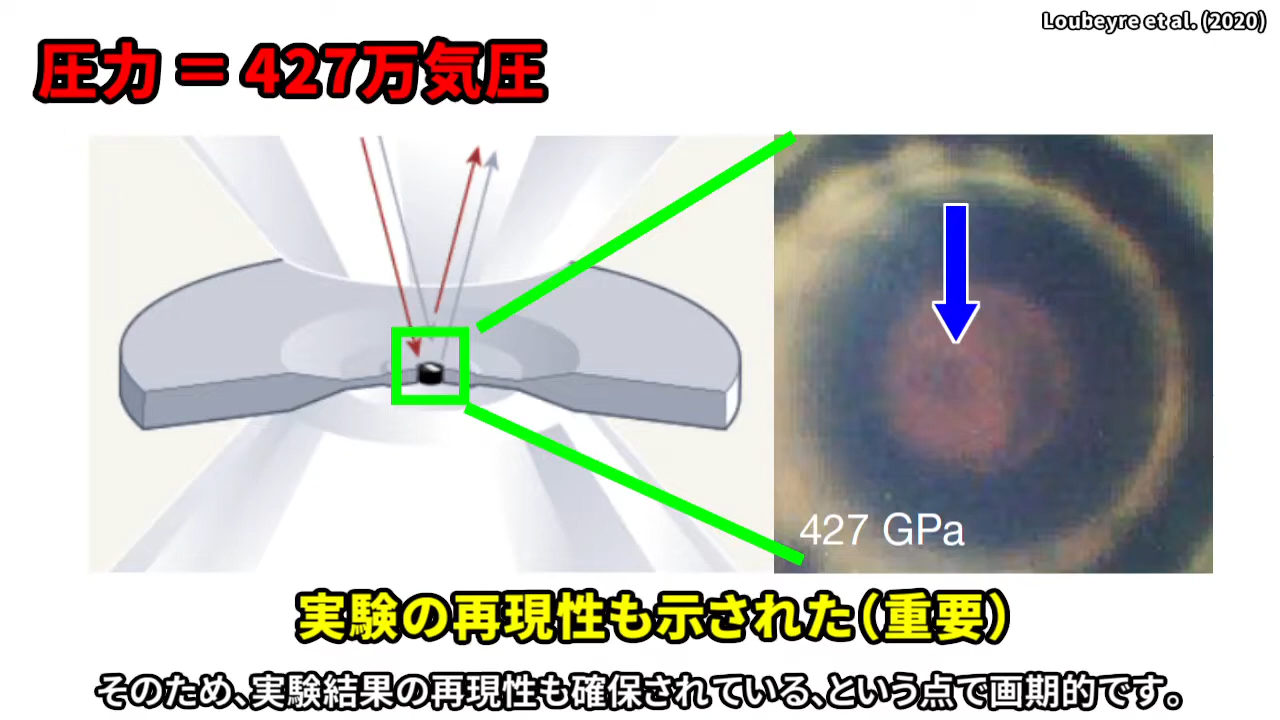 Loubeyre et al. (2020)
圧力 = 427万気圧
427 GPa
実験の再現性も示された(重要)
そのため、実験結果の再現性も確保されている、という点で画期的です。